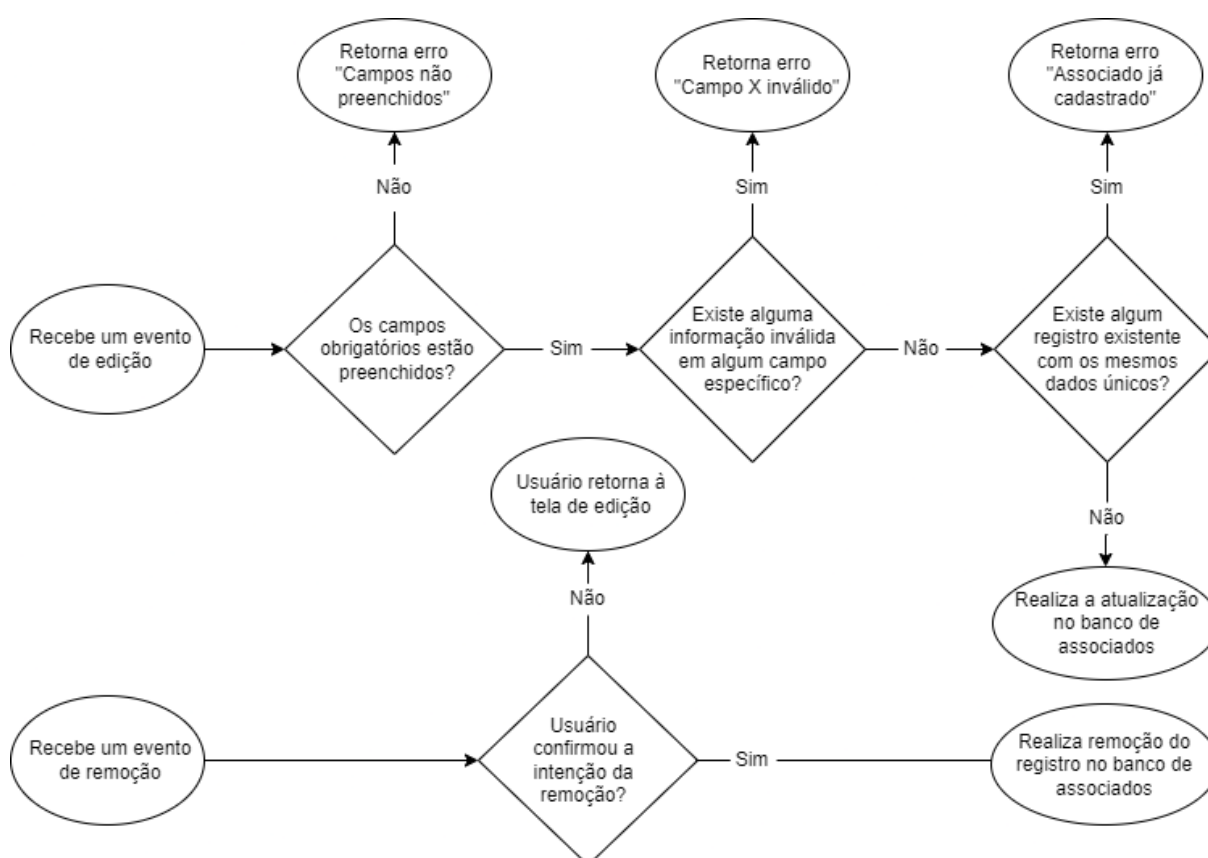 Retorna erro
"Campos não
preenchidos"
Retorna erro
"Campo X inválido"
Retorna erro
"Associado já
cadastrado"
Não
Sim
Sim
Recebe um evento
de edição
Os campos
obrigatórios estão
preenchidos?
Sim
Existe alguma
informação inválida
em algum campo
específico?
Não
Existe algum
registro existente
com os mesmos
dados únicos?
Usuário retorna à
tela de edição
Não
Não
Realiza a atualização
no banco de
associados
Recebe um evento
de remoção
Usuário
confirmou a
intenção da
remoção?
Sim
Realiza remoção do
registro no banco de
associados